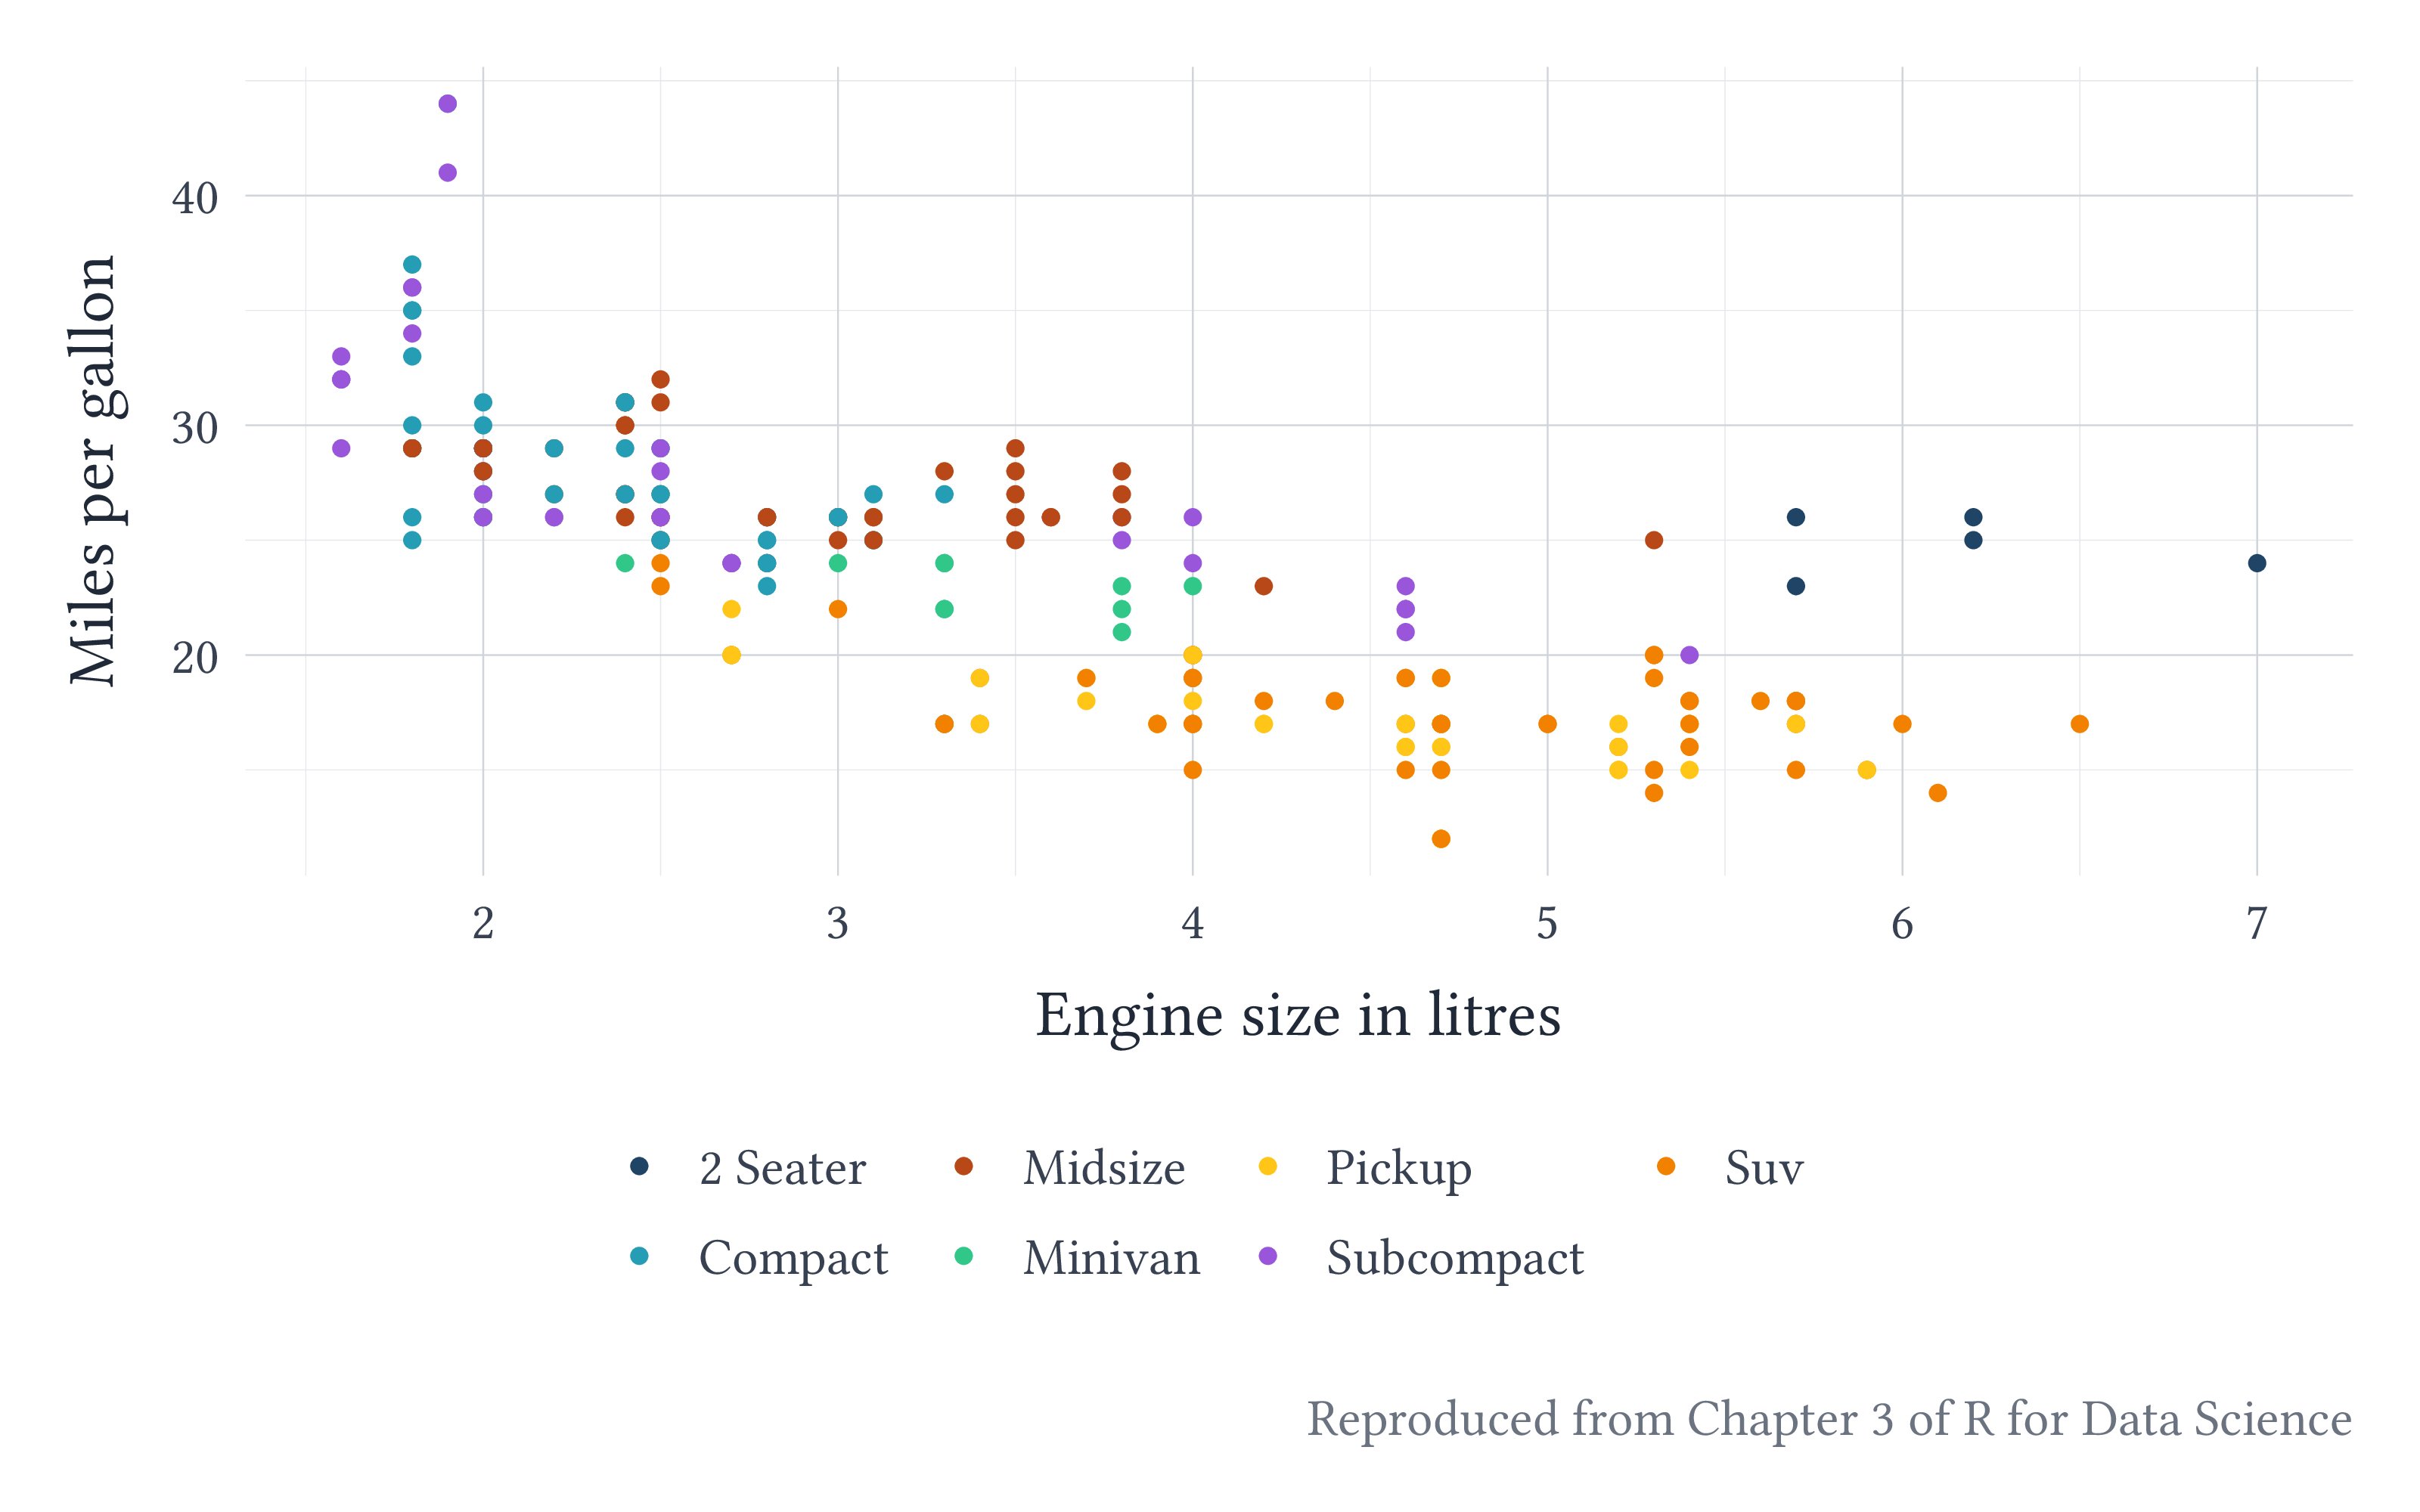 Miles per gallon
40
30
20
2 3 4 5 6 7
Engine size in litres
2 Seater Midsize Pickup Suv
Compact Minivan Subcompact
Reproduced from Chapter 3 of R for Data Science